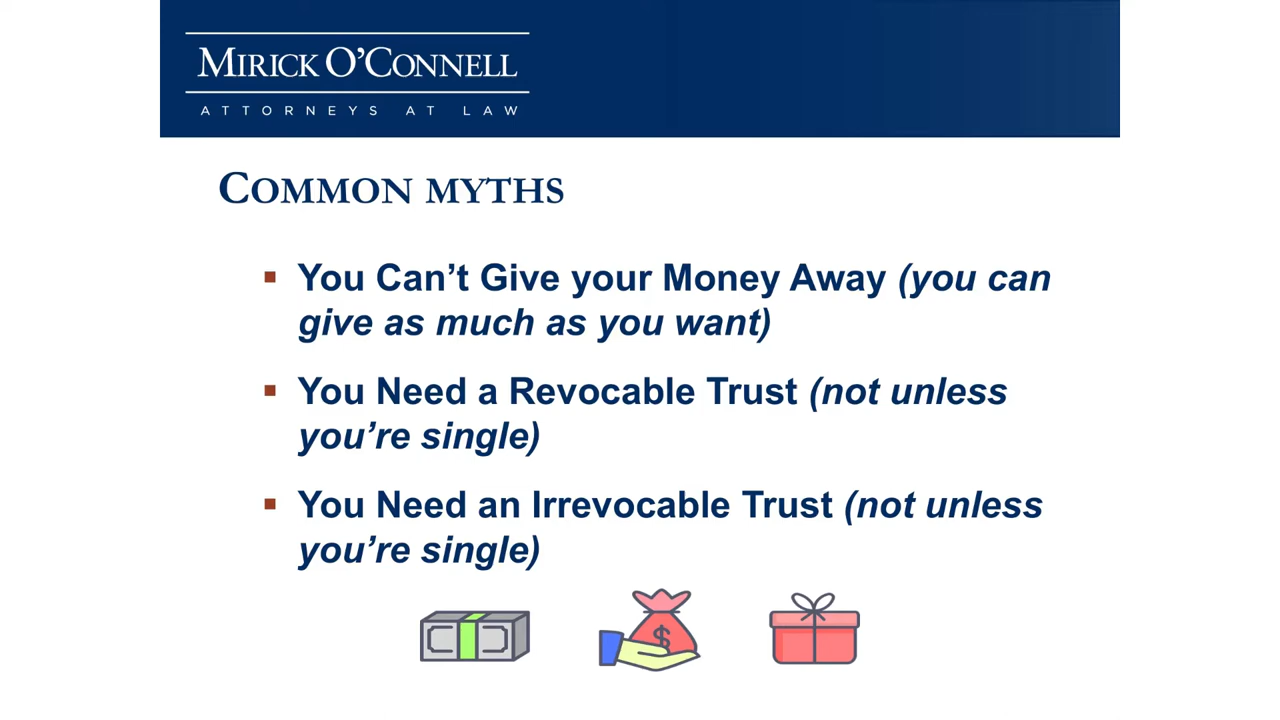 MIRICK O'CONNELL
ATTORNEYS AT LAW
COMMON MYTHS
▪ You Can't Give your Money Away (you can
give as much as you want)
▪ You Need a Revocable Trust (not unless
you're single)
▪ You Need an Irrevocable Trust (not unless
you're single)
$